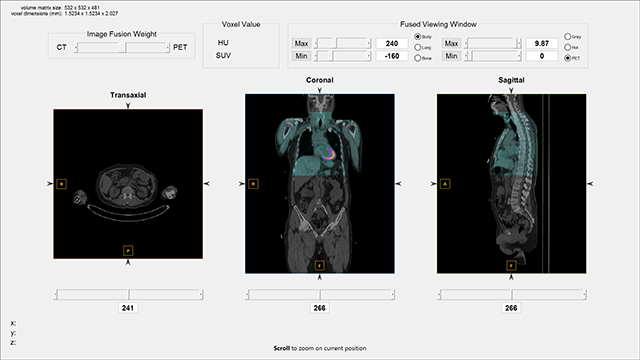 volume matrix size: 532 x 532 x 481
voxel dimensions (mm): 1.5234 x 1.5234 x 2.027
Image Fusion Weight
CT PET
Voxel Value
HU
SUV
Fused Viewing Window
Max 240 Body Max 9.87 Gray
Lung Hot
Min -160 Bone Min 0 PET
Transaxial Coronal Sagittal
R R A
P F F
241 266 266
x:
y:
z:
Scroll to zoom on current position